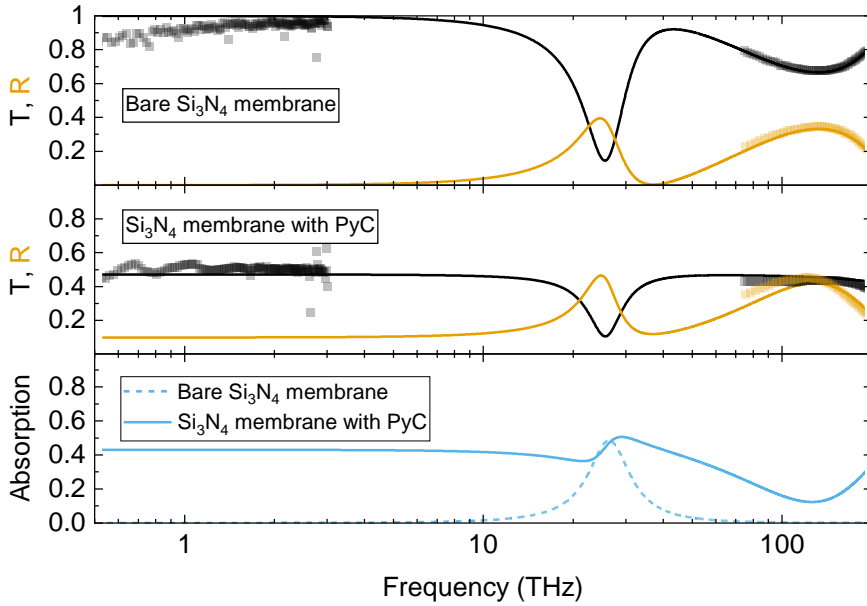 1
0.8
0.6
0.4
0.2
T, R
Bare Si₃N₄ membrane
0.8
0.6
0.4
0.2
T, R
Si₃N₄ membrane with PyC
0.8
0.6
0.4
0.2
0.0
Absorption
Bare Si₃N₄ membrane
Si₃N₄ membrane with PyC
1 10 100
Frequency (THz)